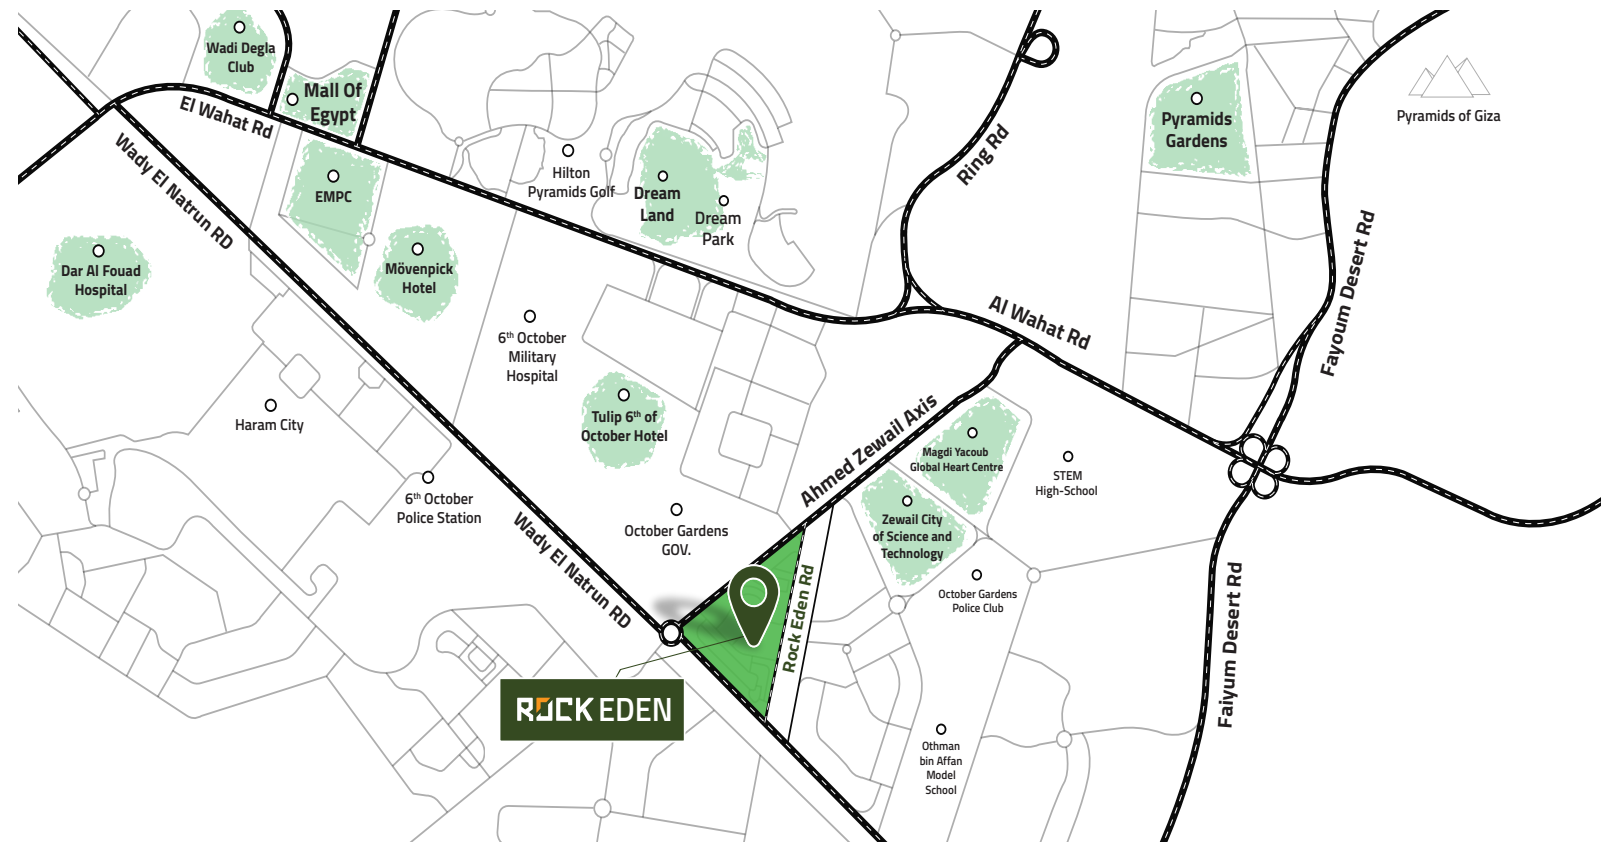 Wadi Degla
Club
Mall Of
Egypt
El Wahat Rd
Wady El Natrun RD
EMPC
Dar Al Fouad
Hospital
Mövenpick
Hotel
Hilton
Pyramids Golf
Dream
Land
Dream
Park
Ring Rd
Pyramids
Gardens
Pyramids of Giza
Fayoum Desert Rd
Al Wahat Rd
6th October
Military
Hospital
Haram City
Tulip 6th of
October Hotel
Ahmed Zewail Axis
Magdi Yacoub
Global Heart Centre
STEM
High-School
6th October
Police Station
October Gardens
GOV.
Zewail City
of Science and
Technology
Wady El Natrun RD
Rock Eden Rd
October Gardens
Police Club
Faiyum Desert Rd
ROCK EDEN
Othman
bin Affan
Model
School